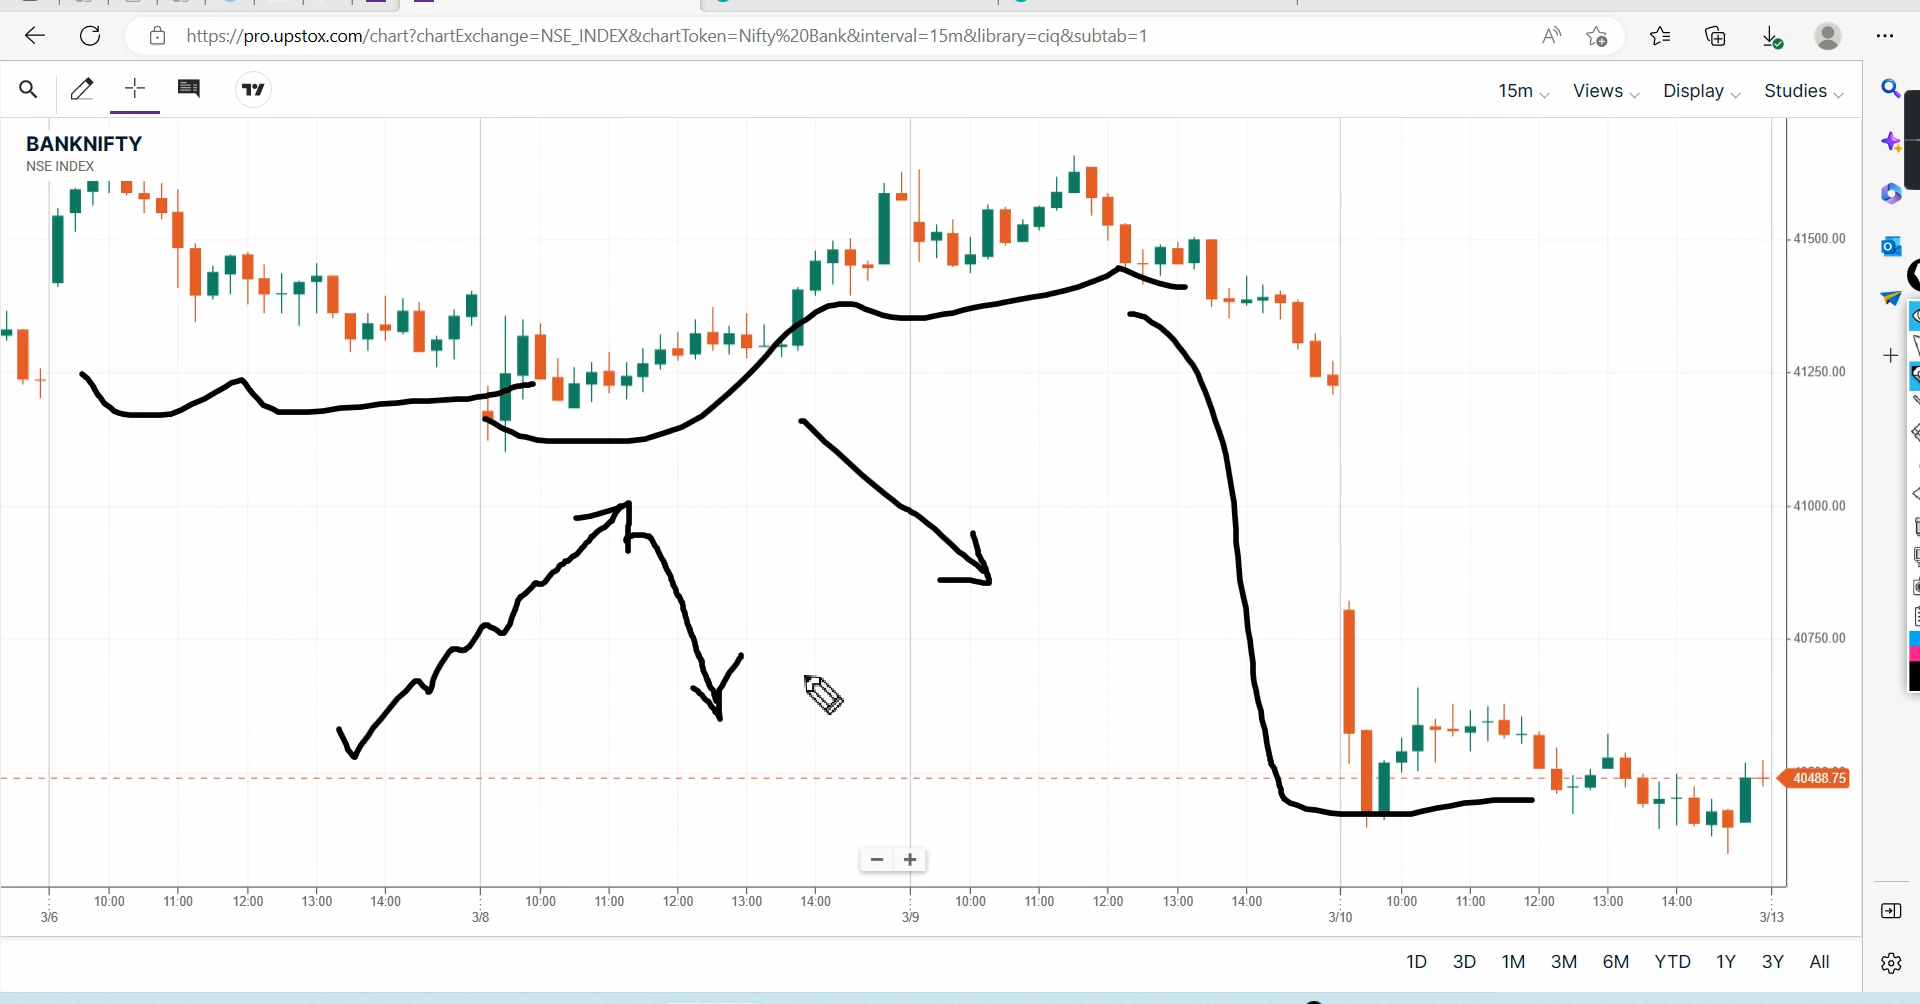 https://pro.upstox.com/chart?chartExchange=NSE_INDEX&chartToken=Nifty%20Bank&interval=15m&library=ciq&subtab=1
15m Views Display Studies
BANKNIFTY
NSE INDEX
41500.00
41250.00
41000.00
40750.00
40488.75
10:00 11:00 12:00 13:00 14:00 10:00 11:00 12:00 13:00 14:00 10:00 11:00 12:00 13:00 14:00 10:00 11:00 12:00 13:00 14:00
3/6 3/8 3/9 3/10 3/13
1D 3D 1M 3M 6M YTD 1Y 3Y All